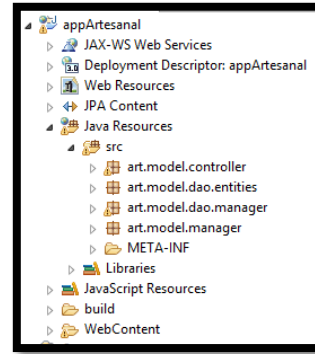 appArtesanal
JAX-WS Web Services
Deployment Descriptor: appArtesanal
Web Resources
JPA Content
Java Resources
src
art.model.controller
art.model.dao.entities
art.model.dao.manager
art.model.manager
META-INF
Libraries
JavaScript Resources
build
WebContent